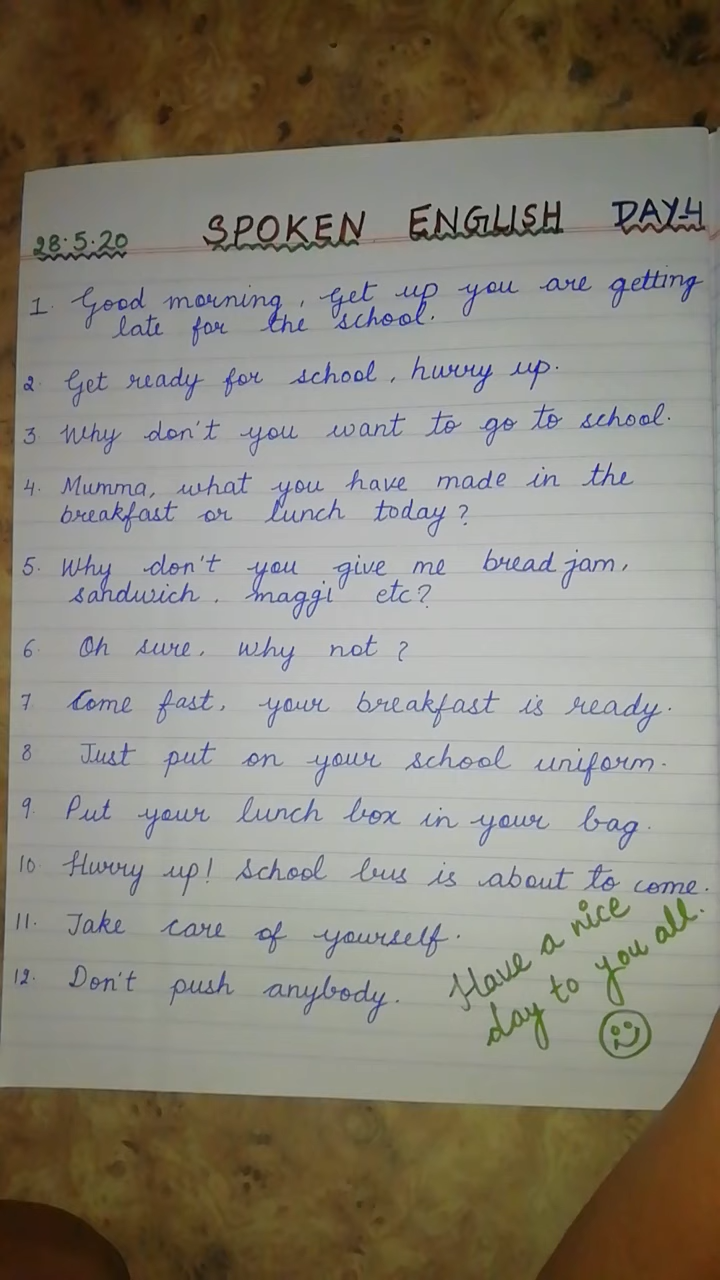 28.5.20 SPOKEN ENGLISH DAY-4
1. Good morning, get up you are getting
late for the school.
2. Get ready for school, hurry up.
3 Why don't you want to go to school.
4. Mumma, what you have made in the
breakfast or lunch today?
5. Why don't you give me bread jam,
sandwich, maggi etc?
6. Oh sure, why not?
7 Come fast, your breakfast is ready.
8 Just put on your school uniform.
9. Put your lunch box in your bag.
10. Hurry up! School bus is about to come.
11. Take care of yourself.
12. Don't push anybody.
Have a nice
day to you all.